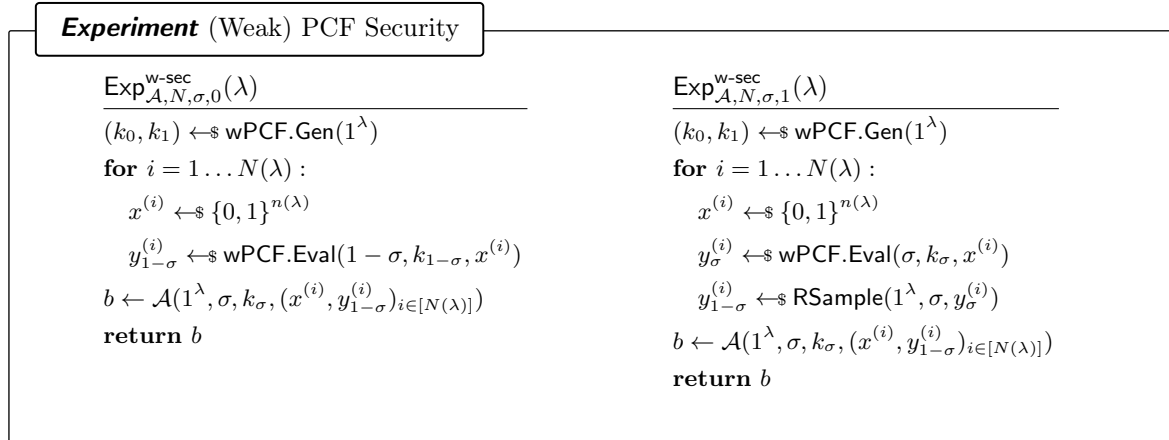 Experiment (Weak) PCF Security
Exp^{w-sec}_{𝒜,N,σ,0}(λ)
(k_0, k_1) ←$ wPCF.Gen(1^λ)
for i = 1 … N(λ) :
x^{(i)} ←$ {0, 1}^{n(λ)}
y^{(i)}_{1−σ} ←$ wPCF.Eval(1 − σ, k_{1−σ}, x^{(i)})
b ← 𝒜(1^λ, σ, k_σ, (x^{(i)}, y^{(i)}_{1−σ})_{i∈[N(λ)]})
return b
Exp^{w-sec}_{𝒜,N,σ,1}(λ)
(k_0, k_1) ←$ wPCF.Gen(1^λ)
for i = 1 … N(λ) :
x^{(i)} ←$ {0, 1}^{n(λ)}
y^{(i)}_σ ←$ wPCF.Eval(σ, k_σ, x^{(i)})
y^{(i)}_{1−σ} ←$ RSample(1^λ, σ, y^{(i)}_σ)
b ← 𝒜(1^λ, σ, k_σ, (x^{(i)}, y^{(i)}_{1−σ})_{i∈[N(λ)]})
return b